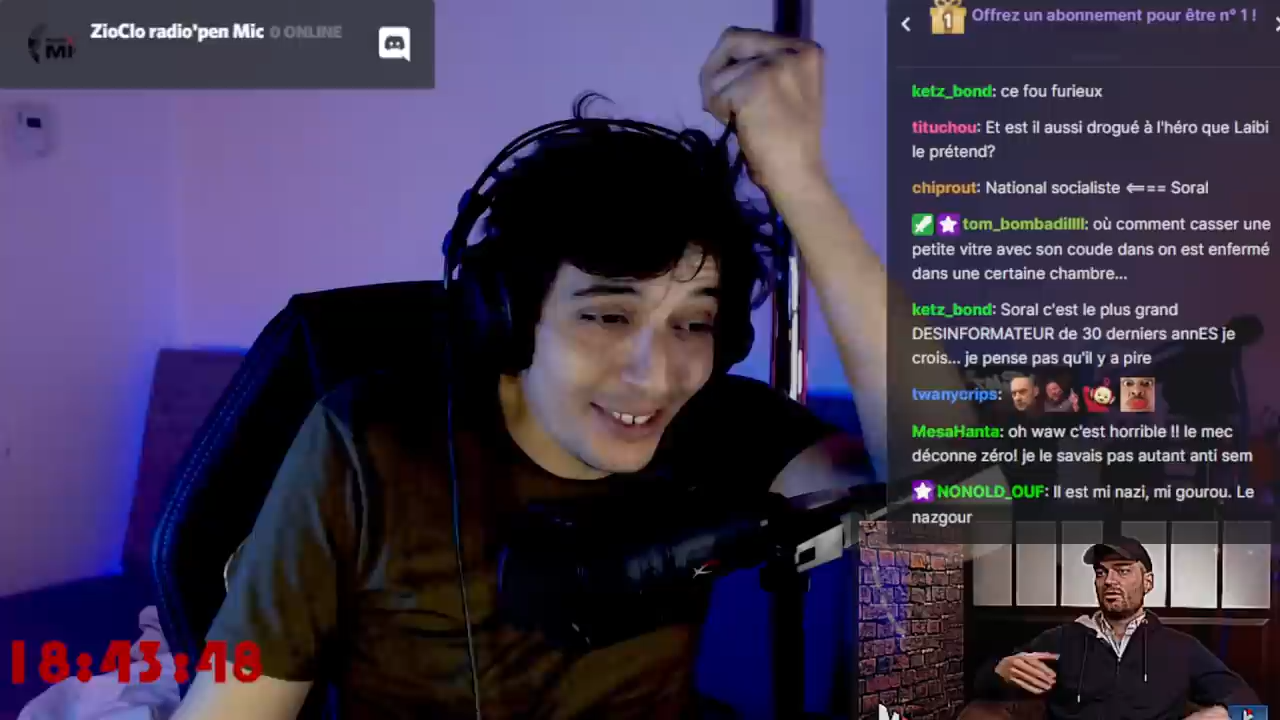 ZioClo radio'pen Mic 0 ONLINE
MI
Offrez un abonnement pour être n° 1 !
1
ketz_bond: ce fou furieux
tituchou: Et est il aussi drogué à l'héro que Laibi
le prétend?
chiprout: National socialiste <=== Soral
tom_bombadillll: où comment casser une
petite vitre avec son coude dans on est enfermé
dans une certaine chambre...
ketz_bond: Soral c'est le plus grand
DESINFORMATEUR de 30 derniers annES je
crois... je pense pas qu'il y a pire
twanycrips:
MesaHanta: oh waw c'est horrible !! le mec
déconne zéro! je le savais pas autant anti sem
NONOLD_OUF: Il est mi nazi, mi gourou. Le
nazgour
18:43:48